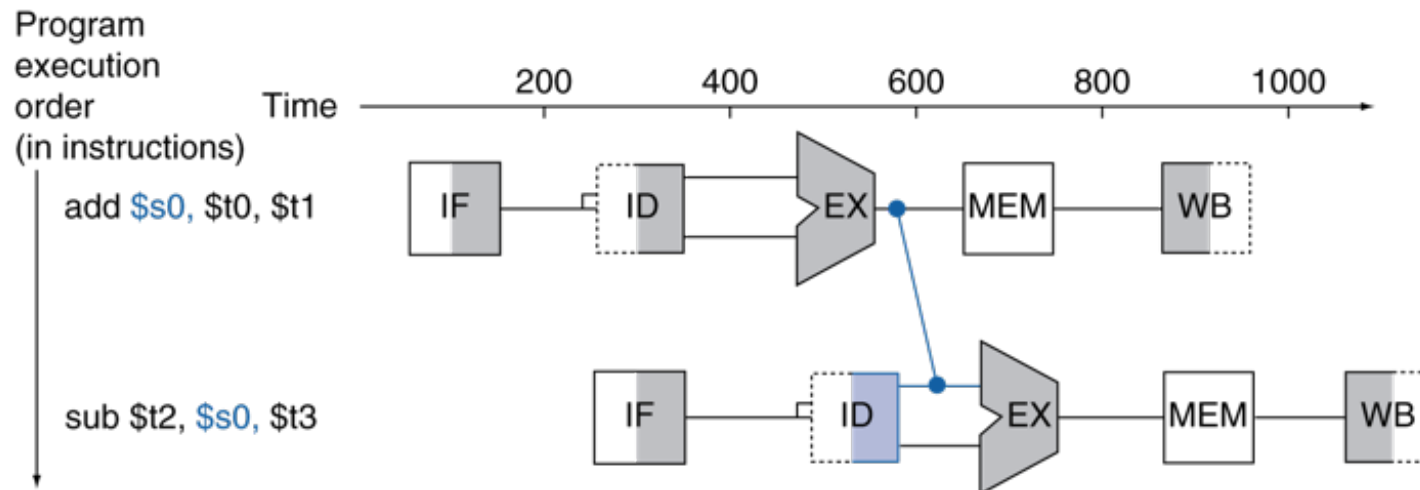 Program
execution
order
(in instructions)
Time
200 400 600 800 1000
add $s0, $t0, $t1
IF ID EX MEM WB
sub $t2, $s0, $t3
IF ID EX MEM WB